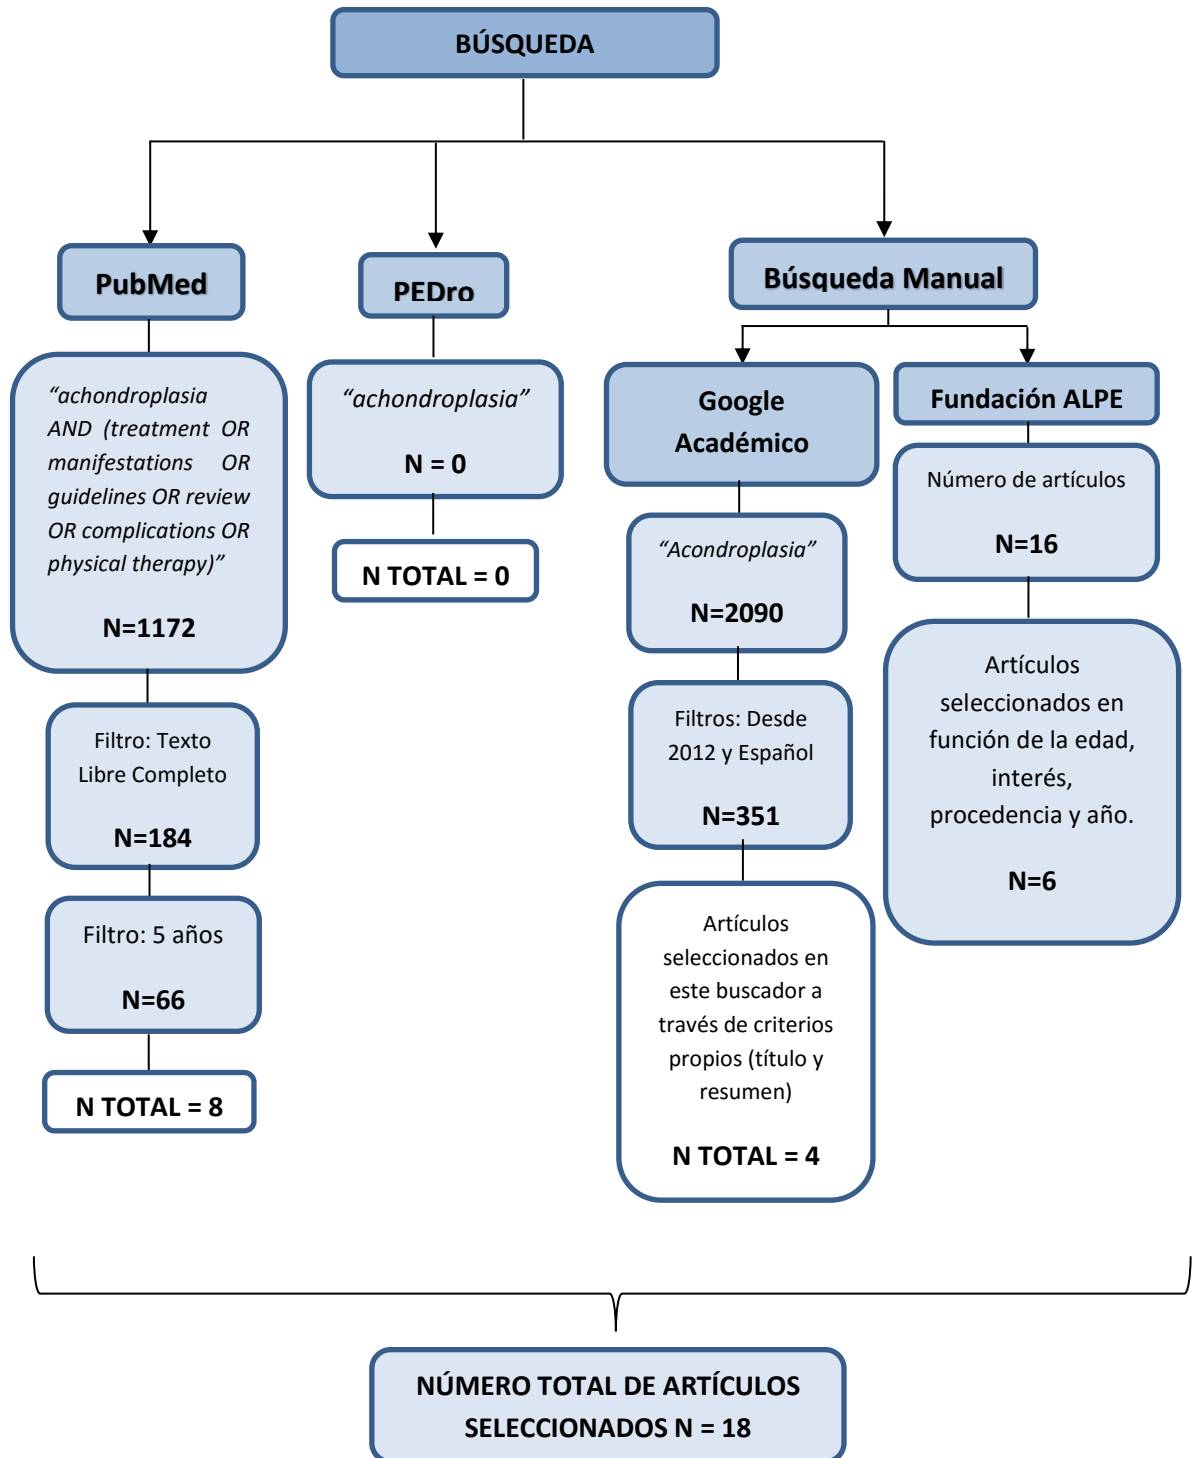 BÚSQUEDA
PubMed
“achondroplasia
AND (treatment OR
manifestations OR
guidelines OR review
OR complications OR
physical therapy)”
N=1172
Filtro: Texto
Libre Completo
N=184
Filtro: 5 años
N=66
N TOTAL = 8
PEDro
“achondroplasia”
N = 0
N TOTAL = 0
Búsqueda Manual
Google
Académico
“Acondroplasia”
N=2090
Filtros: Desde
2012 y Español
N=351
Artículos
seleccionados en
este buscador a
través de criterios
propios (título y
resumen)
N TOTAL = 4
Fundación ALPE
Número de artículos
N=16
Artículos
seleccionados en
función de la edad,
interés,
procedencia y año.
N=6
NÚMERO TOTAL DE ARTÍCULOS
SELECCIONADOS N = 18